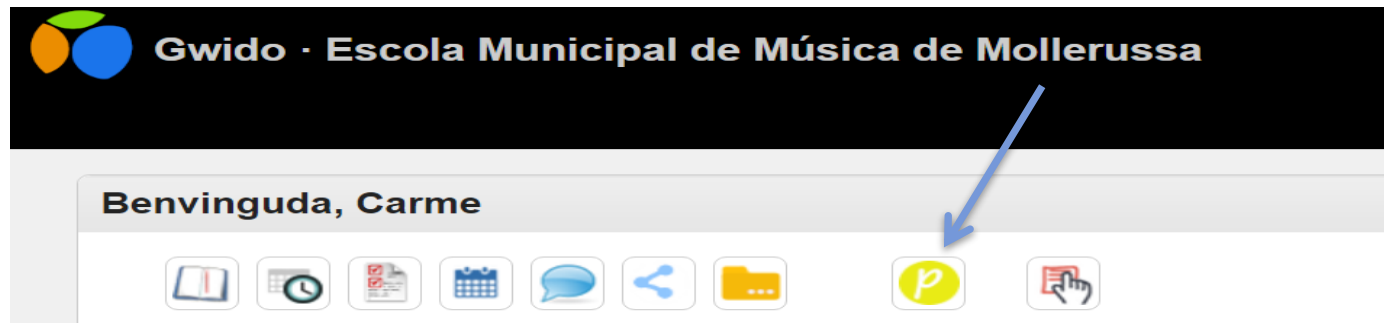 Gwido · Escola Municipal de Música de Mollerussa
Benvinguda, Carme
p